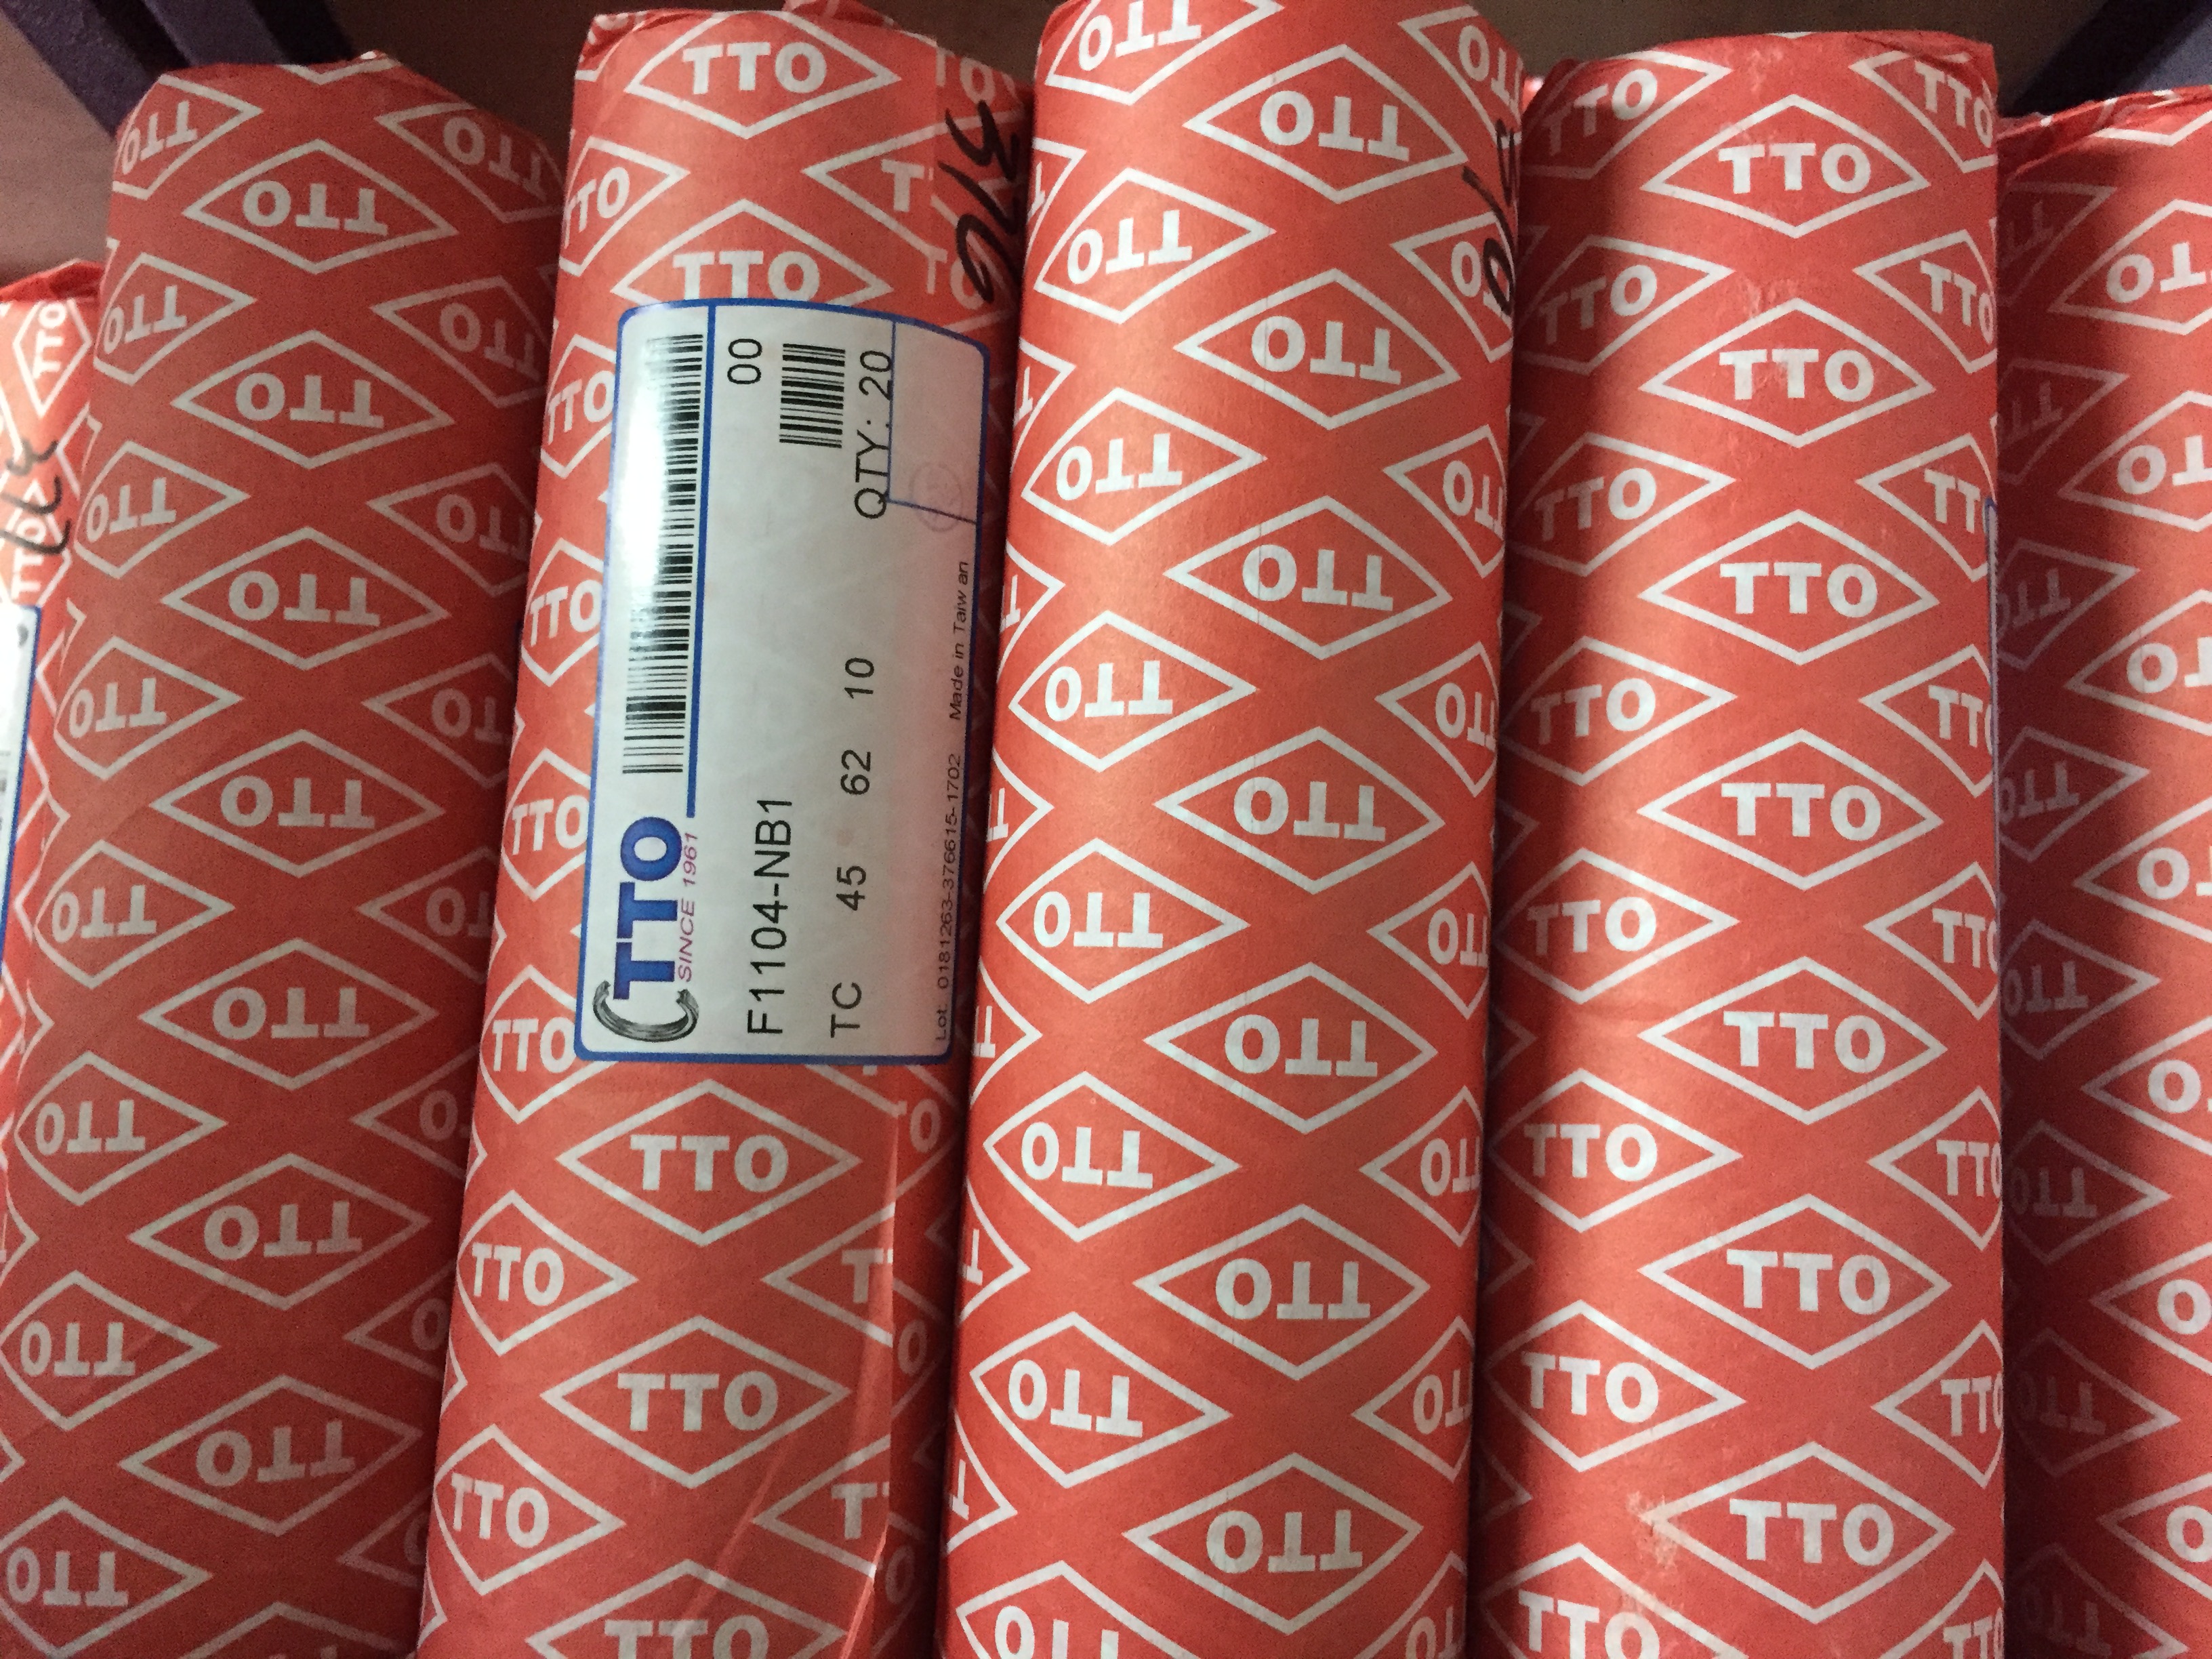 TTO
SINCE 1961
F1104-NB1 00
TC 45 62 10 QTY: 20
Lot. 0181263-376615-1702 Made in Taiwan
376
TTO